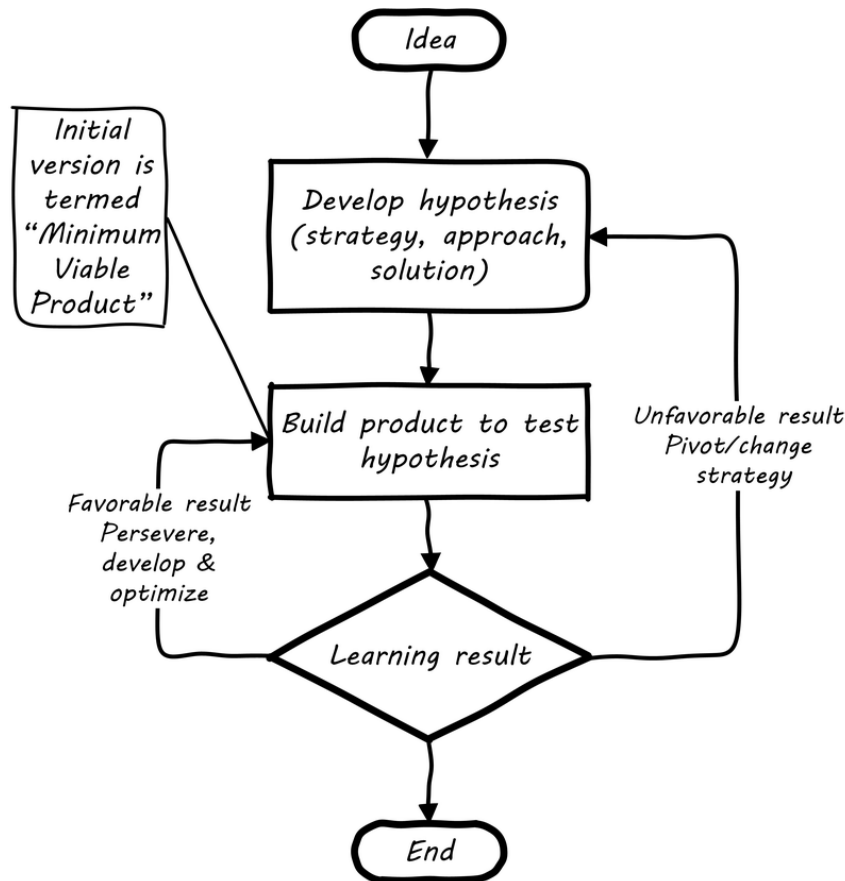 Idea
Initial
version is
termed
“Minimum
Viable
Product”
Develop hypothesis
(strategy, approach,
solution)
Build product to test
hypothesis
Unfavorable result
Pivot/change
strategy
Favorable result
Persevere,
develop &
optimize
Learning result
End